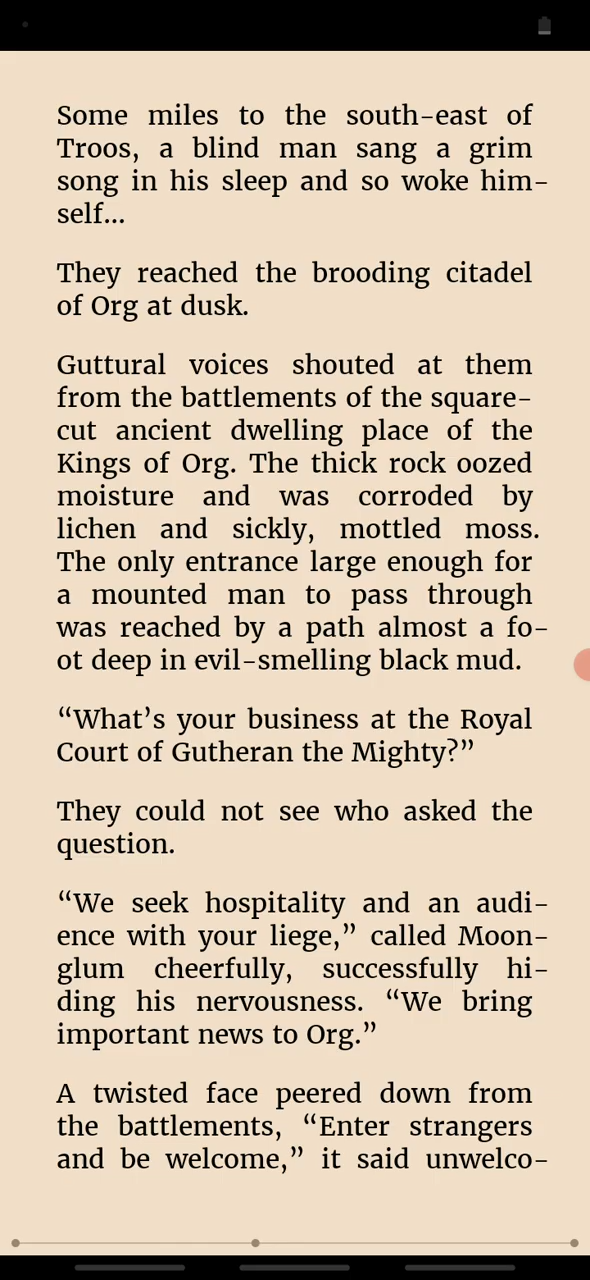 Some miles to the south-east of
Troos, a blind man sang a grim
song in his sleep and so woke him-
self...
They reached the brooding citadel
of Org at dusk.
Guttural voices shouted at them
from the battlements of the square-
cut ancient dwelling place of the
Kings of Org. The thick rock oozed
moisture and was corroded by
lichen and sickly, mottled moss.
The only entrance large enough for
a mounted man to pass through
was reached by a path almost a fo-
ot deep in evil-smelling black mud.
“What’s your business at the Royal
Court of Gutheran the Mighty?”
They could not see who asked the
question.
“We seek hospitality and an audi-
ence with your liege,” called Moon-
glum cheerfully, successfully hi-
ding his nervousness. “We bring
important news to Org.”
A twisted face peered down from
the battlements, “Enter strangers
and be welcome,” it said unwelco-